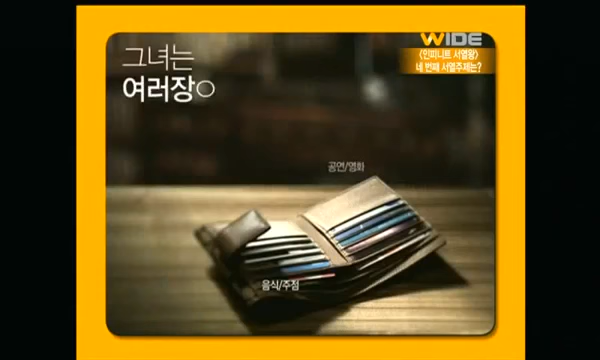 그녀는
여러장
WIDE
<인피니트 서열왕>
네 번째 서열주제는?
공연/영화
음식/주점